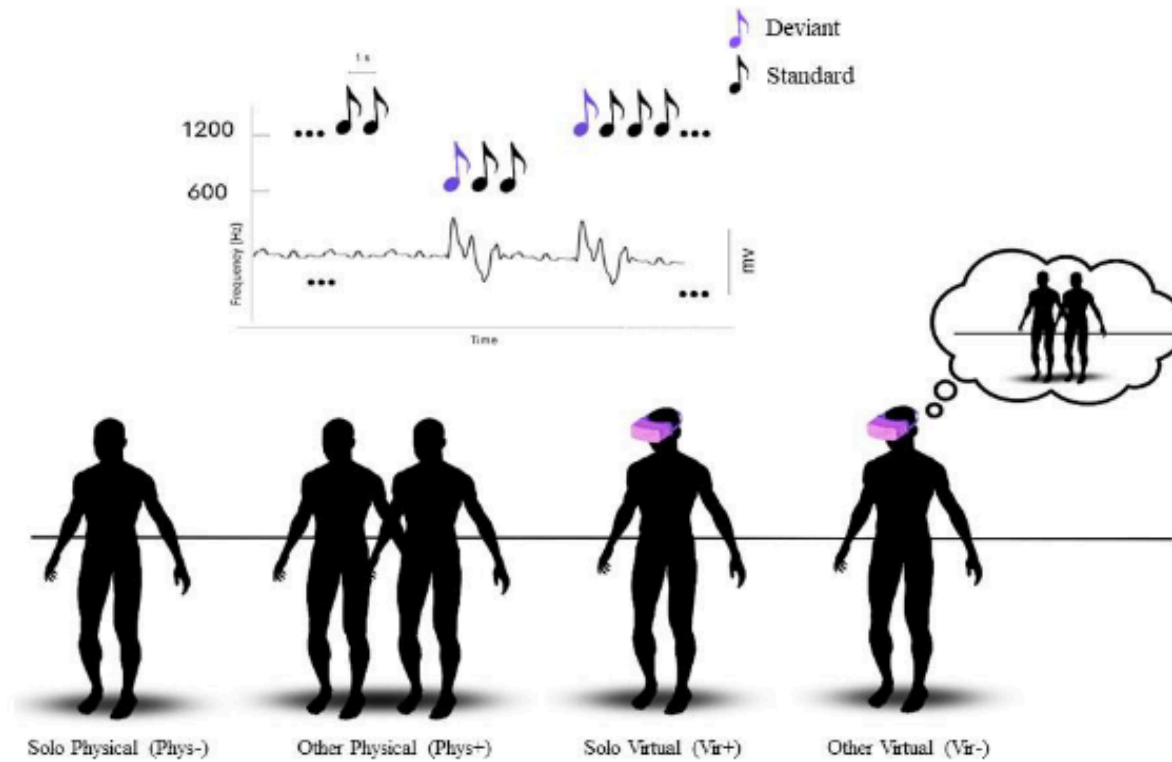 Deviant
Standard
1 s
1200
600
Frequency [Hz]
mV
Time
Solo Physical (Phys-)
Other Physical (Phys+)
Solo Virtual (Vir+)
Other Virtual (Vir-)